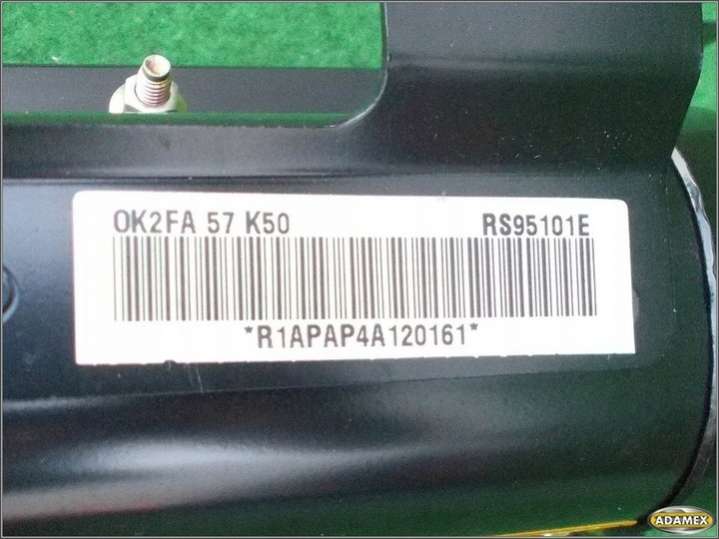 OK2FA 57 K50 RS95101E
*R1APAP4A120161*
ADAMEX